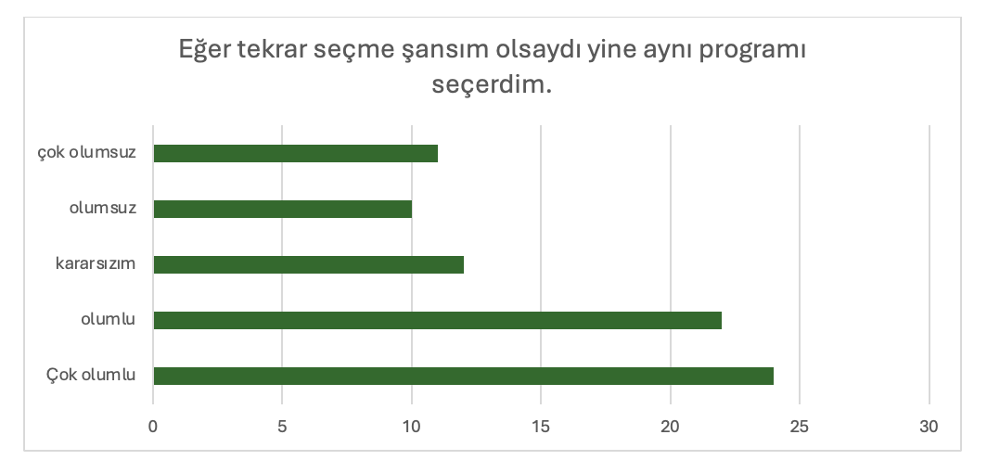 Eğer tekrar seçme şansım olsaydı yine aynı programı
seçerdim.
çok olumsuz
olumsuz
kararsızım
olumlu
Çok olumlu
0 5 10 15 20 25 30